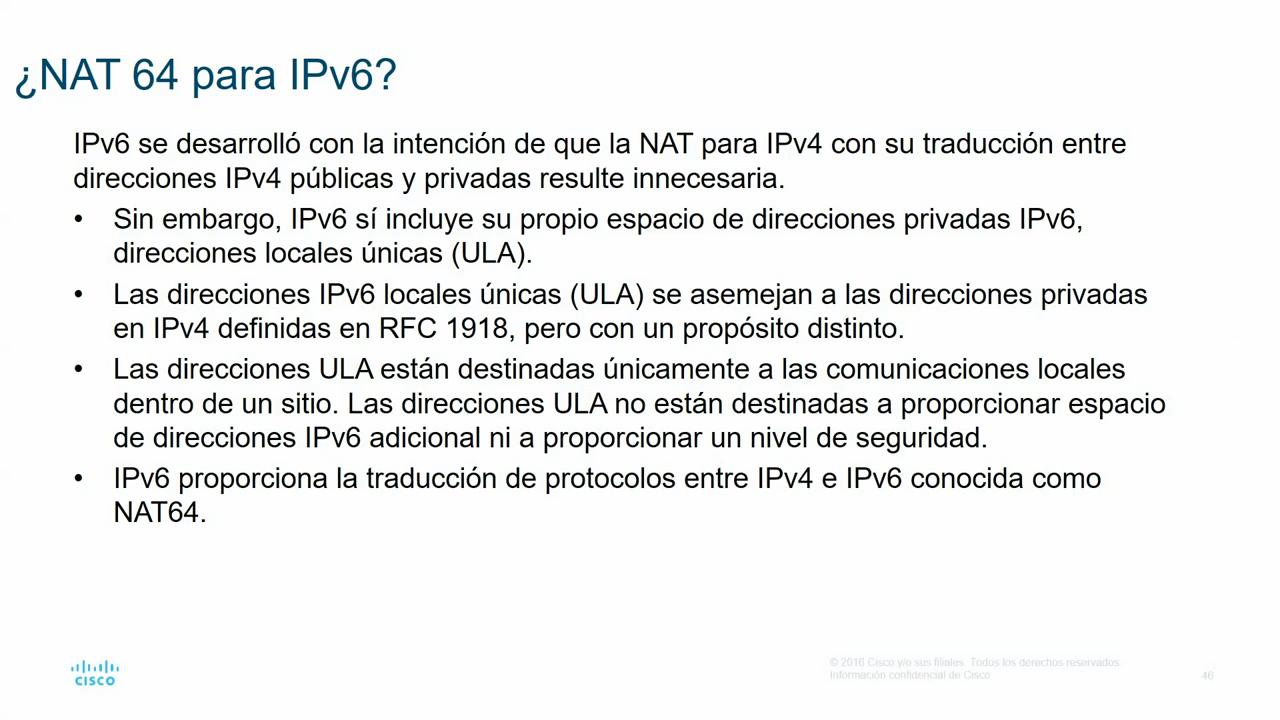 ¿NAT 64 para IPv6?
IPv6 se desarrolló con la intención de que la NAT para IPv4 con su traducción entre
direcciones IPv4 públicas y privadas resulte innecesaria.
• Sin embargo, IPv6 sí incluye su propio espacio de direcciones privadas IPv6,
direcciones locales únicas (ULA).
• Las direcciones IPv6 locales únicas (ULA) se asemejan a las direcciones privadas
en IPv4 definidas en RFC 1918, pero con un propósito distinto.
• Las direcciones ULA están destinadas únicamente a las comunicaciones locales
dentro de un sitio. Las direcciones ULA no están destinadas a proporcionar espacio
de direcciones IPv6 adicional ni a proporcionar un nivel de seguridad.
• IPv6 proporciona la traducción de protocolos entre IPv4 e IPv6 conocida como
NAT64.
CISCO
© 2016 Cisco y/o sus filiales. Todos los derechos reservados.
Información confidencial de Cisco
46